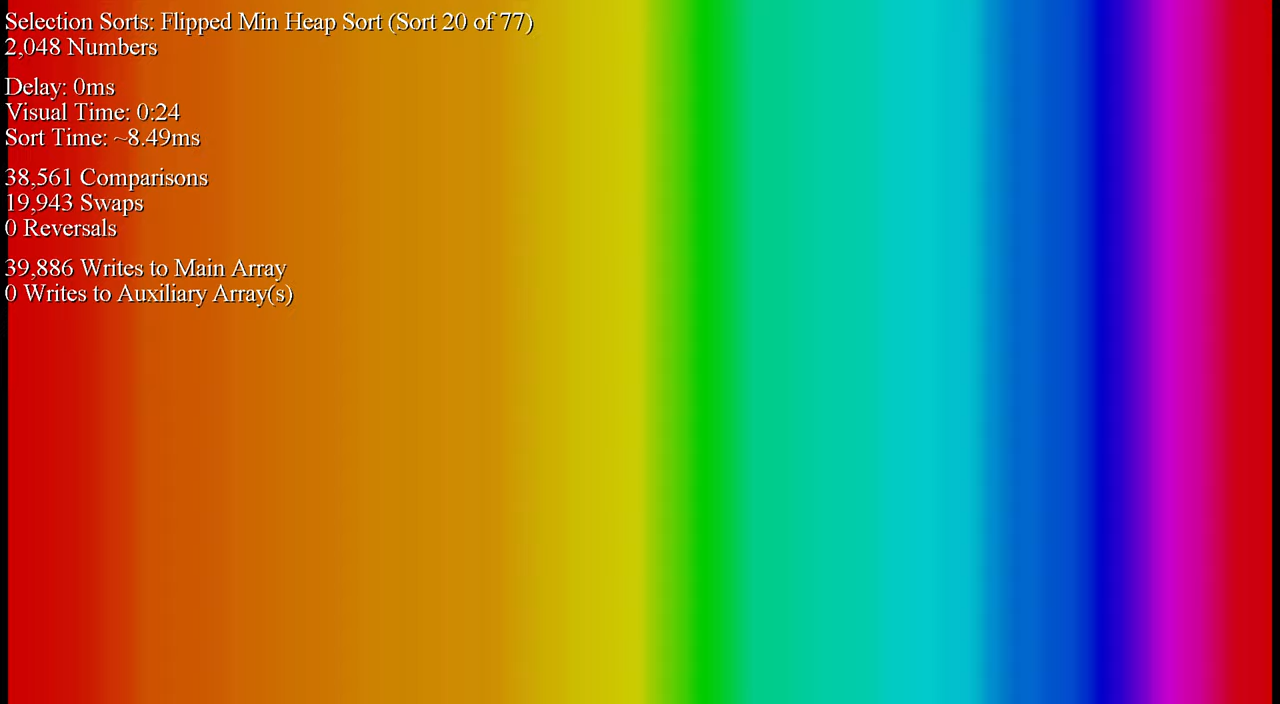 Selection Sorts: Flipped Min Heap Sort (Sort 20 of 77)
2,048 Numbers
Delay: 0ms
Visual Time: 0:24
Sort Time: ~8.49ms
38,561 Comparisons
19,943 Swaps
0 Reversals
39,886 Writes to Main Array
0 Writes to Auxiliary Array(s)